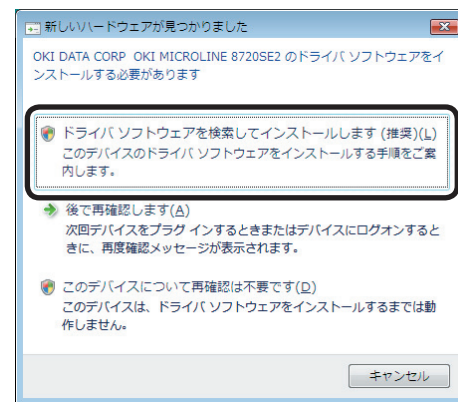 新しいハードウェアが見つかりました
OKI DATA CORP  OKI MICROLINE 8720SE2 のドライバ ソフトウェアをイ
ンストールする必要があります
ドライバ ソフトウェアを検索してインストールします (推奨)(L)
このデバイスのドライバ ソフトウェアをインストールする手順をご案
内します。
後で再確認します(A)
次回デバイスをプラグ インするときまたはデバイスにログオンすると
きに、再度確認メッセージが表示されます。
このデバイスについて再確認は不要です(D)
このデバイスは、ドライバ ソフトウェアをインストールするまでは動
作しません。
キャンセル